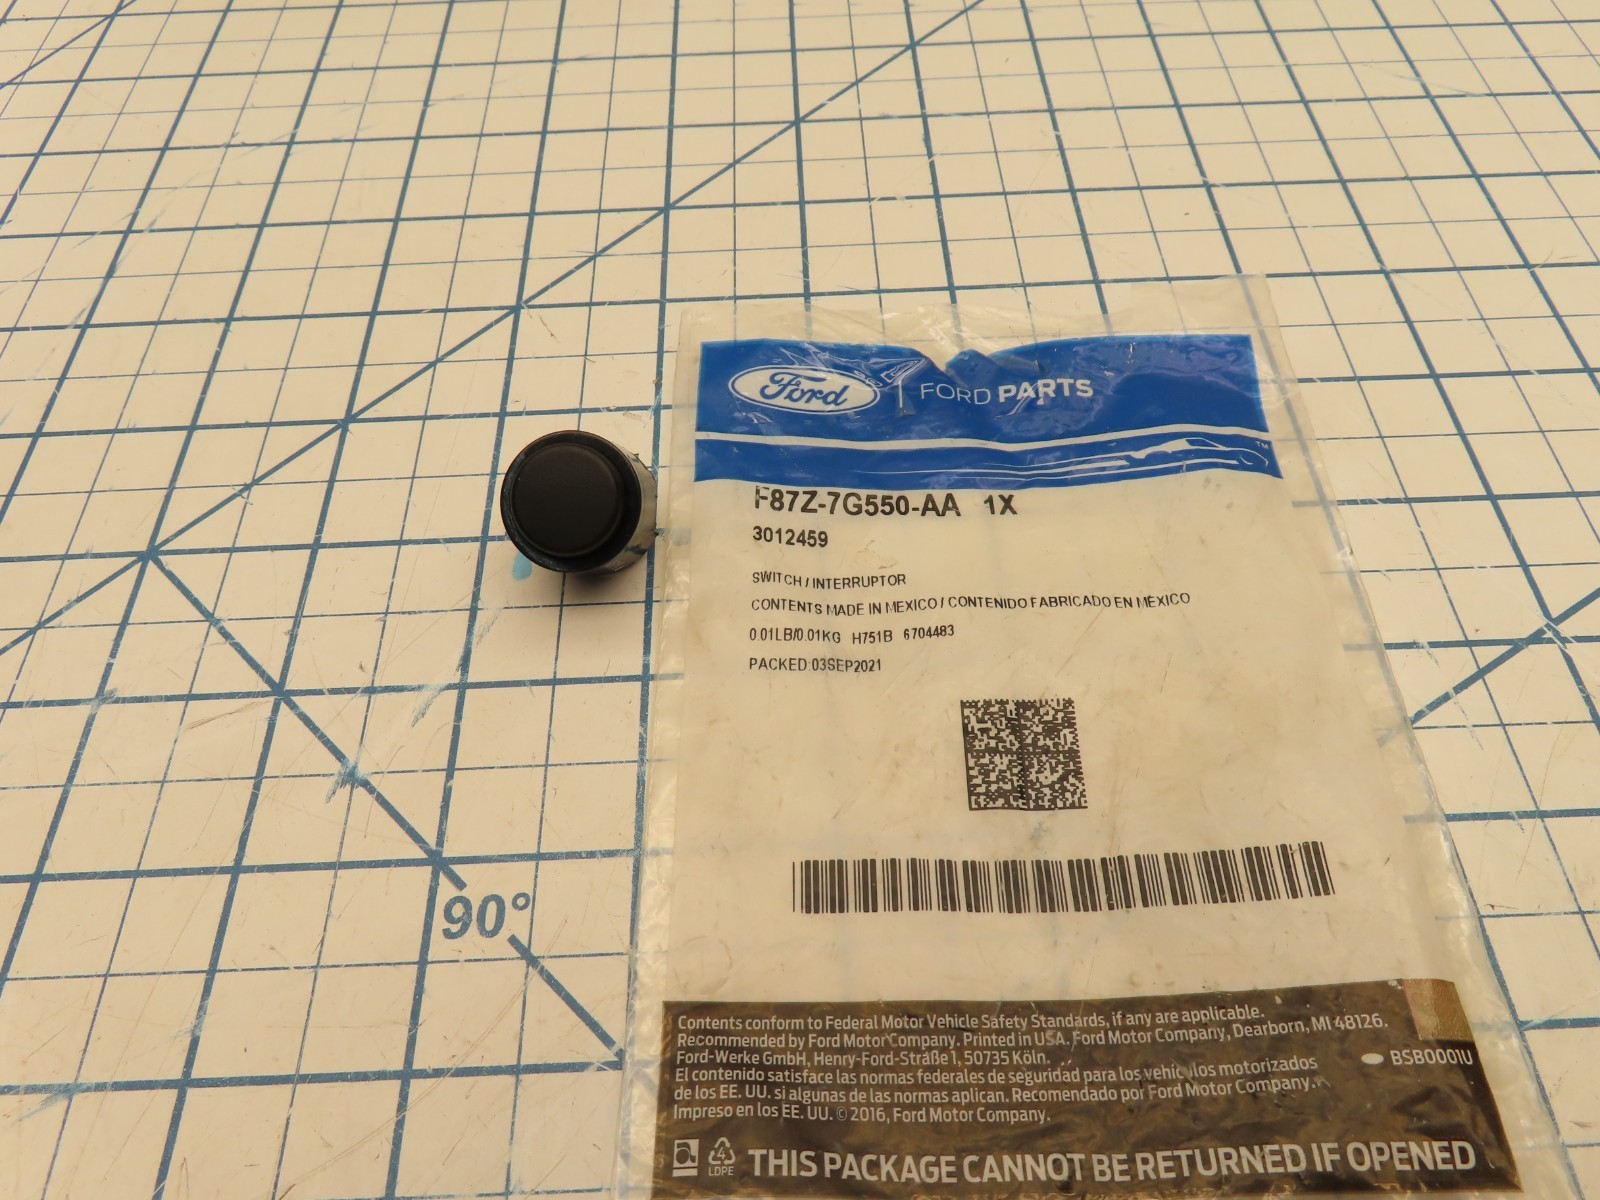 Ford | FORD PARTS
TM
F87Z-7G550-AA 1X
3012459
SWITCH / INTERRUPTOR
CONTENTS MADE IN MEXICO / CONTENIDO FABRICADO EN MÉXICO
0.01LB/0.01KG H751B 6704483
PACKED:03SEP2021
90°
Contents conform to Federal Motor Vehicle Safety Standards, if any are applicable.
Recommended by Ford Motor Company. Printed in USA. Ford Motor Company, Dearborn, MI 48126.
Ford-Werke GmbH, Henry-Ford-Straße 1, 50735 Köln.
BSB0001U
El contenido satisface las normas federales de seguridad para los vehículos motorizados
de los EE. UU. si algunas de las normas aplican. Recomendado por Ford Motor Company.
Impreso en los EE. UU. © 2016, Ford Motor Company.
4
LDPE
THIS PACKAGE CANNOT BE RETURNED IF OPENED